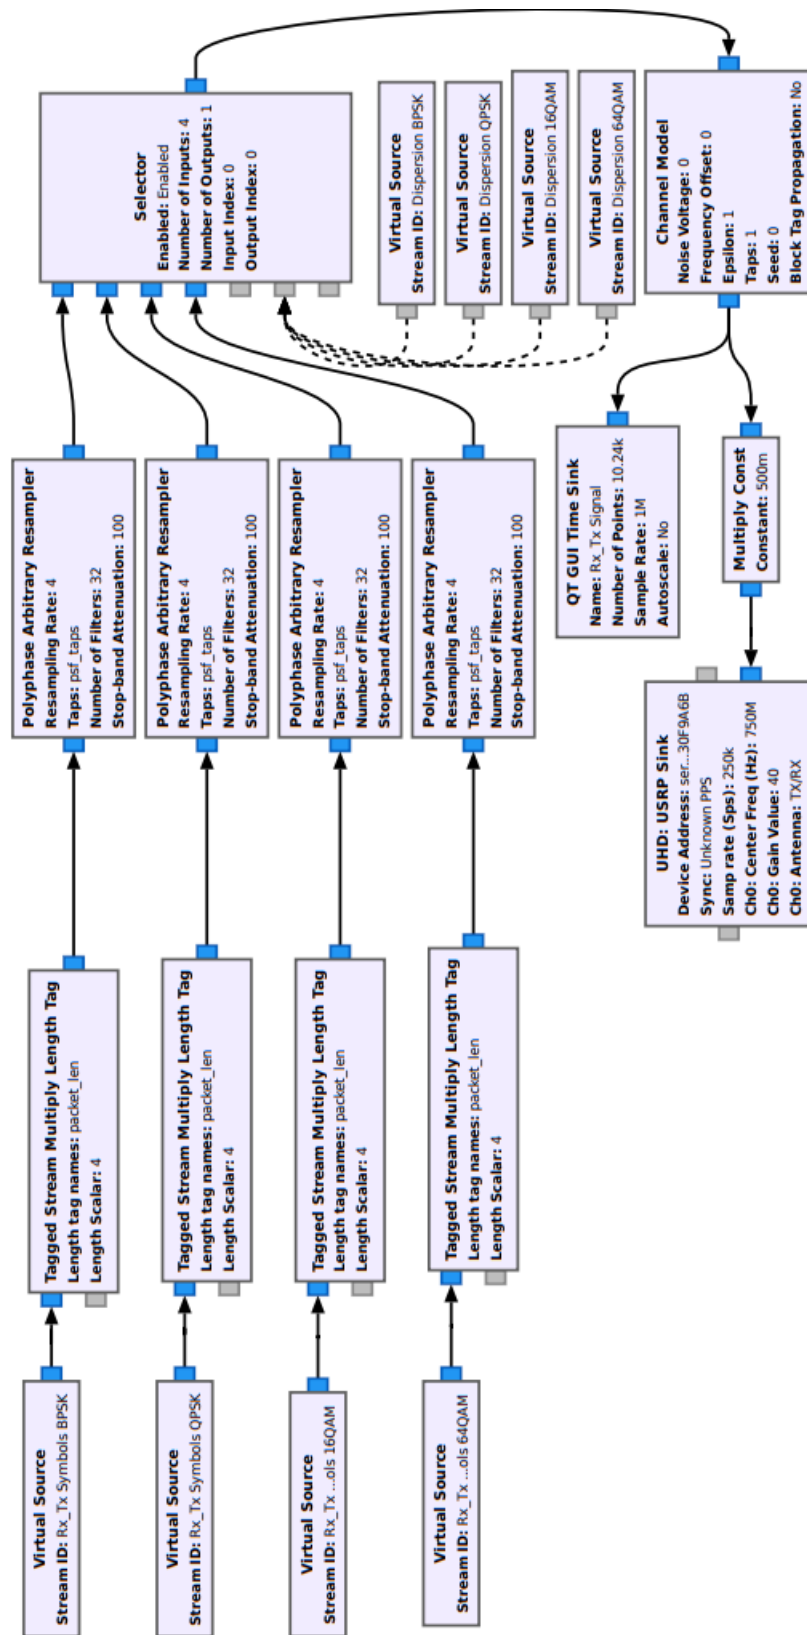 Virtual Source
Stream ID: Rx_Tx Symbols BPSK
Tagged Stream Multiply Length Tag
Length tag names: packet_len
Length Scalar: 4
Polyphase Arbitrary Resampler
Resampling Rate: 4
Taps: psf_taps
Number of Filters: 32
Stop-band Attenuation: 100
Virtual Source
Stream ID: Rx_Tx Symbols QPSK
Tagged Stream Multiply Length Tag
Length tag names: packet_len
Length Scalar: 4
Polyphase Arbitrary Resampler
Resampling Rate: 4
Taps: psf_taps
Number of Filters: 32
Stop-band Attenuation: 100
Virtual Source
Stream ID: Rx_Tx ...ols 16QAM
Tagged Stream Multiply Length Tag
Length tag names: packet_len
Length Scalar: 4
Polyphase Arbitrary Resampler
Resampling Rate: 4
Taps: psf_taps
Number of Filters: 32
Stop-band Attenuation: 100
Virtual Source
Stream ID: Rx_Tx ...ols 64QAM
Tagged Stream Multiply Length Tag
Length tag names: packet_len
Length Scalar: 4
Polyphase Arbitrary Resampler
Resampling Rate: 4
Taps: psf_taps
Number of Filters: 32
Stop-band Attenuation: 100
Selector
Enabled: Enabled
Number of Inputs: 4
Number of Outputs: 1
Input Index: 0
Output Index: 0
Virtual Source
Stream ID: Dispersion BPSK
Virtual Source
Stream ID: Dispersion QPSK
Virtual Source
Stream ID: Dispersion 16QAM
Virtual Source
Stream ID: Dispersion 64QAM
QT GUI Time Sink
Name: Rx_Tx Signal
Number of Points: 10.24k
Sample Rate: 1M
Autoscale: No
UHD: USRP Sink
Device Address: ser...30F9A6B
Sync: Unknown PPS
Samp rate (Sps): 250k
Ch0: Center Freq (Hz): 750M
Ch0: Gain Value: 40
Ch0: Antenna: TX/RX
Multiply Const
Constant: 500m
Channel Model
Noise Voltage: 0
Frequency Offset: 0
Epsilon: 1
Taps: 1
Seed: 0
Block Tag Propagation: No